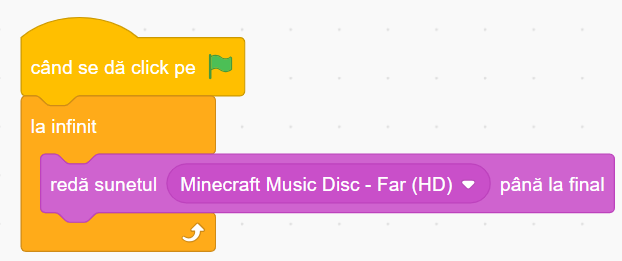 când se dă click pe
la infinit
redă sunetul Minecraft Music Disc - Far (HD) până la final